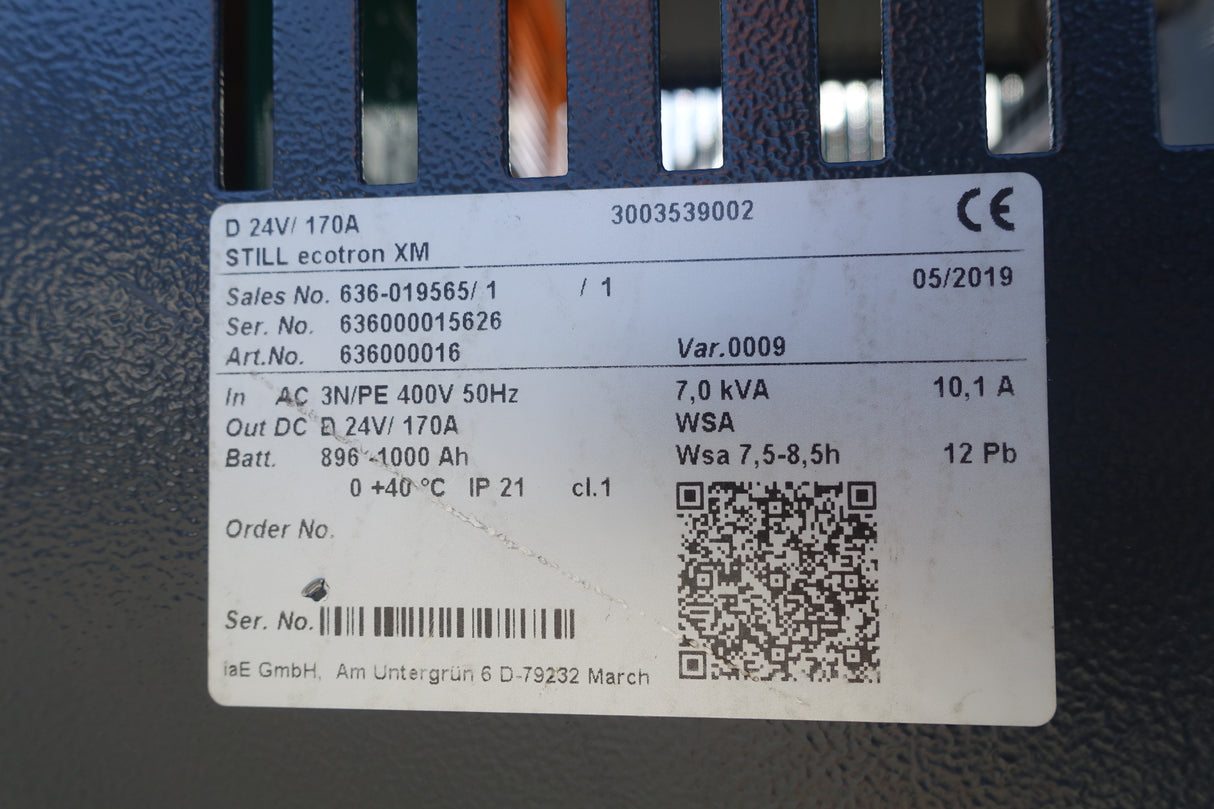 D 24V/ 170A 3003539002 CE
STILL ecotron XM
Sales No. 636-019565/ 1 / 1 05/2019
Ser. No. 636000015626
Art.No. 636000016 Var.0009
In AC 3N/PE 400V 50Hz 7,0 kVA 10,1 A
Out DC D 24V/ 170A WSA
Batt. 896 -1000 Ah Wsa 7,5-8,5h 12 Pb
0 +40 °C IP 21 cl.1
Order No.
Ser. No.
iaE GmbH, Am Untergrün 6 D-79232 March